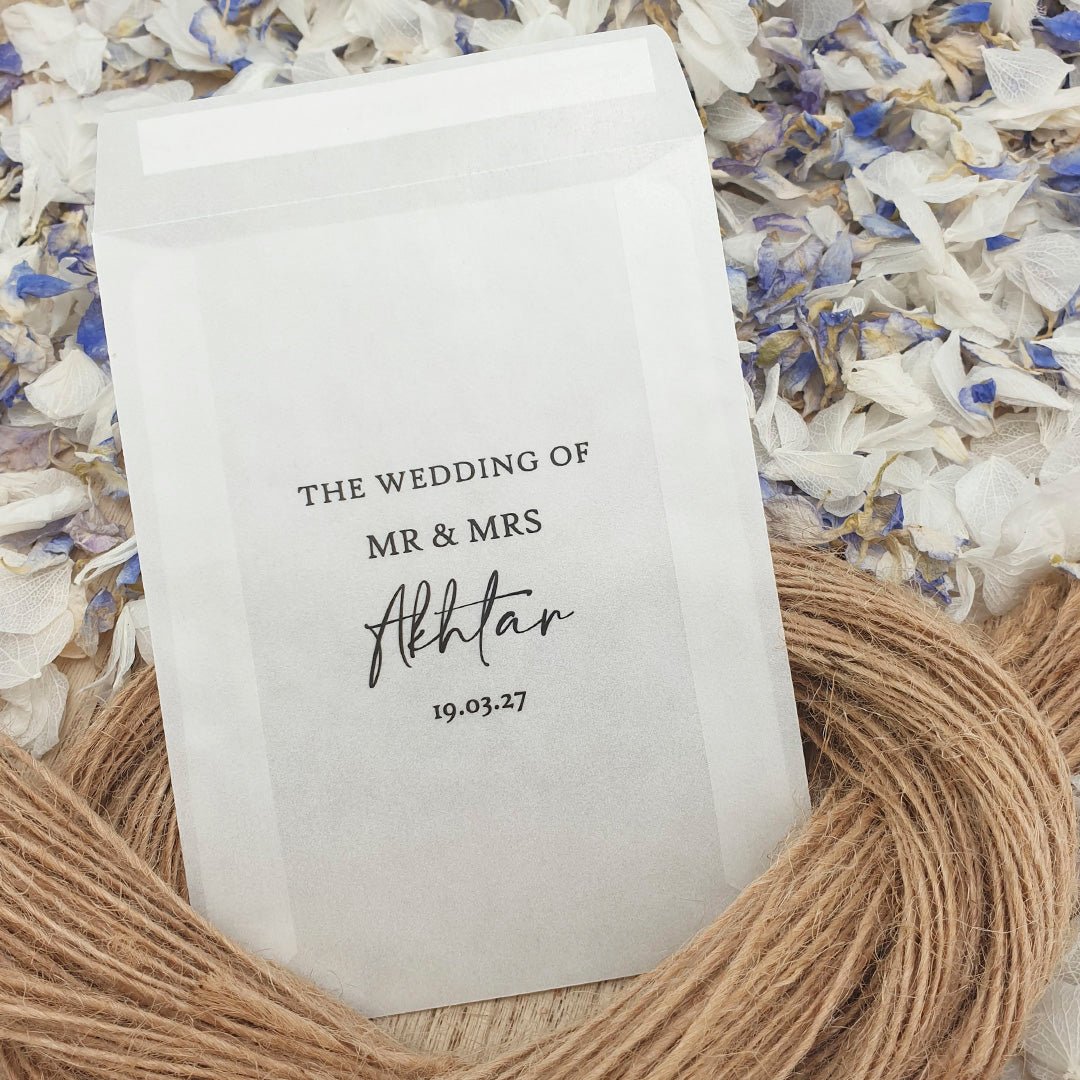 THE WEDDING OF
MR & MRS
Akhtar
19.03.27